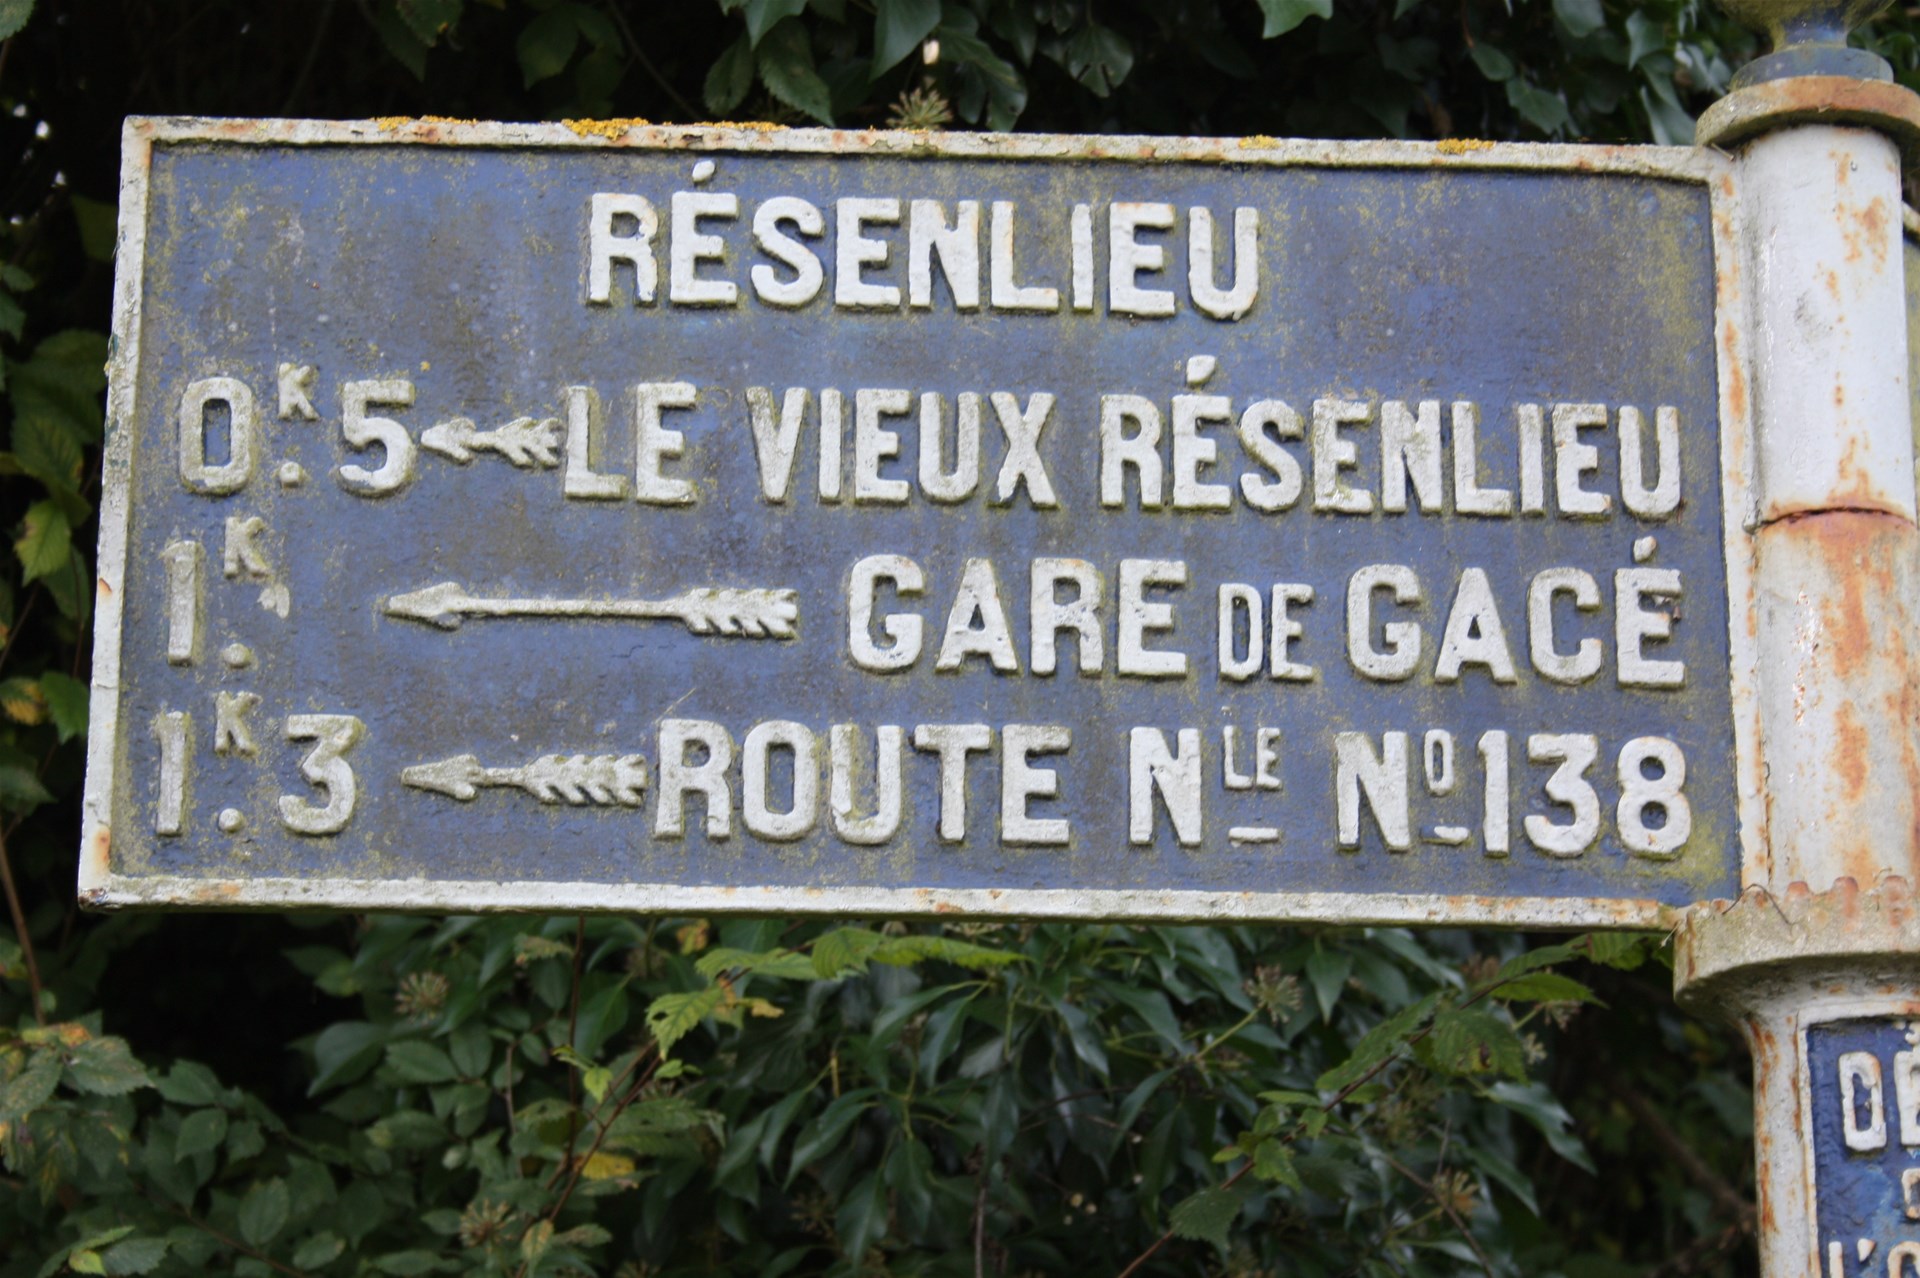 RÉSENLIEU
0K.5 LE VIEUX RÉSENLIEU
1K. GARE DE GACÉ
1K.3 ROUTE NLE NO 138